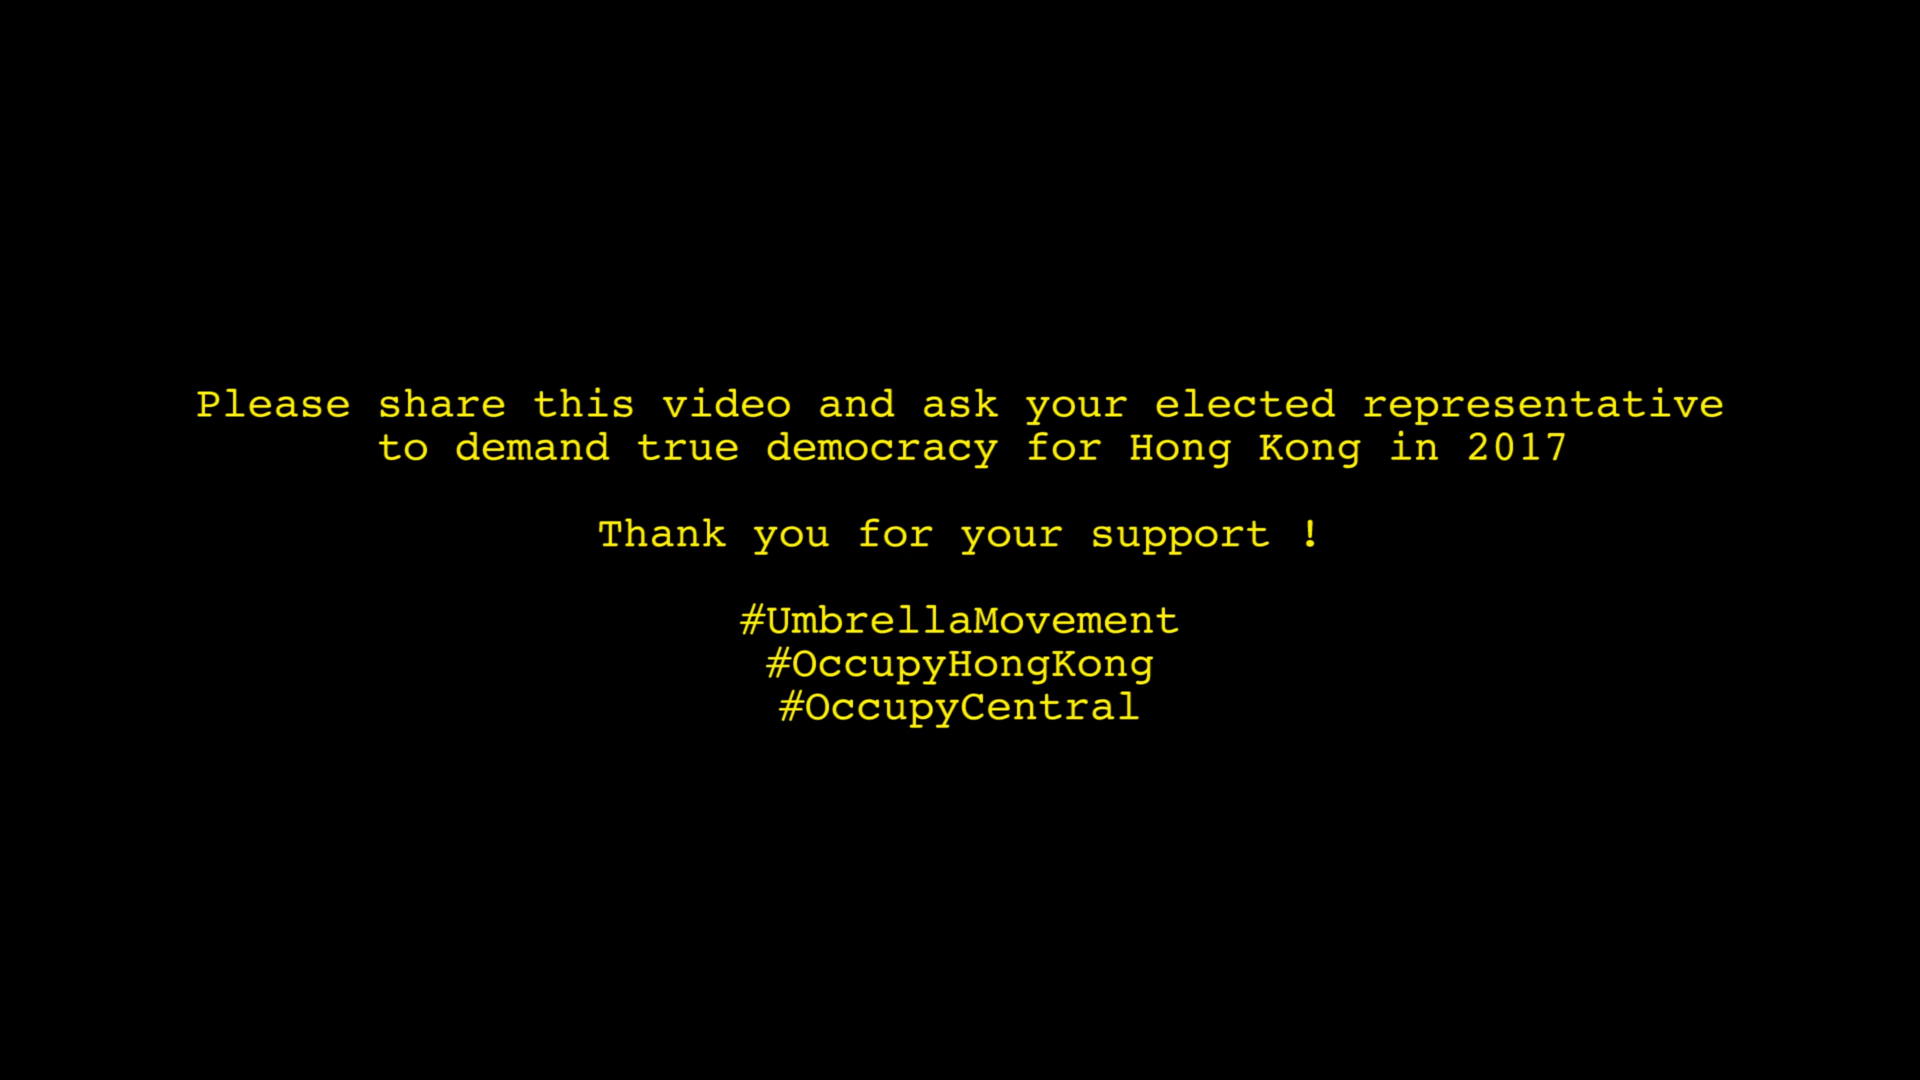 Please share this video and ask your elected representative
to demand true democracy for Hong Kong in 2017
Thank you for your support !
#UmbrellaMovement
#OccupyHongKong
#OccupyCentral